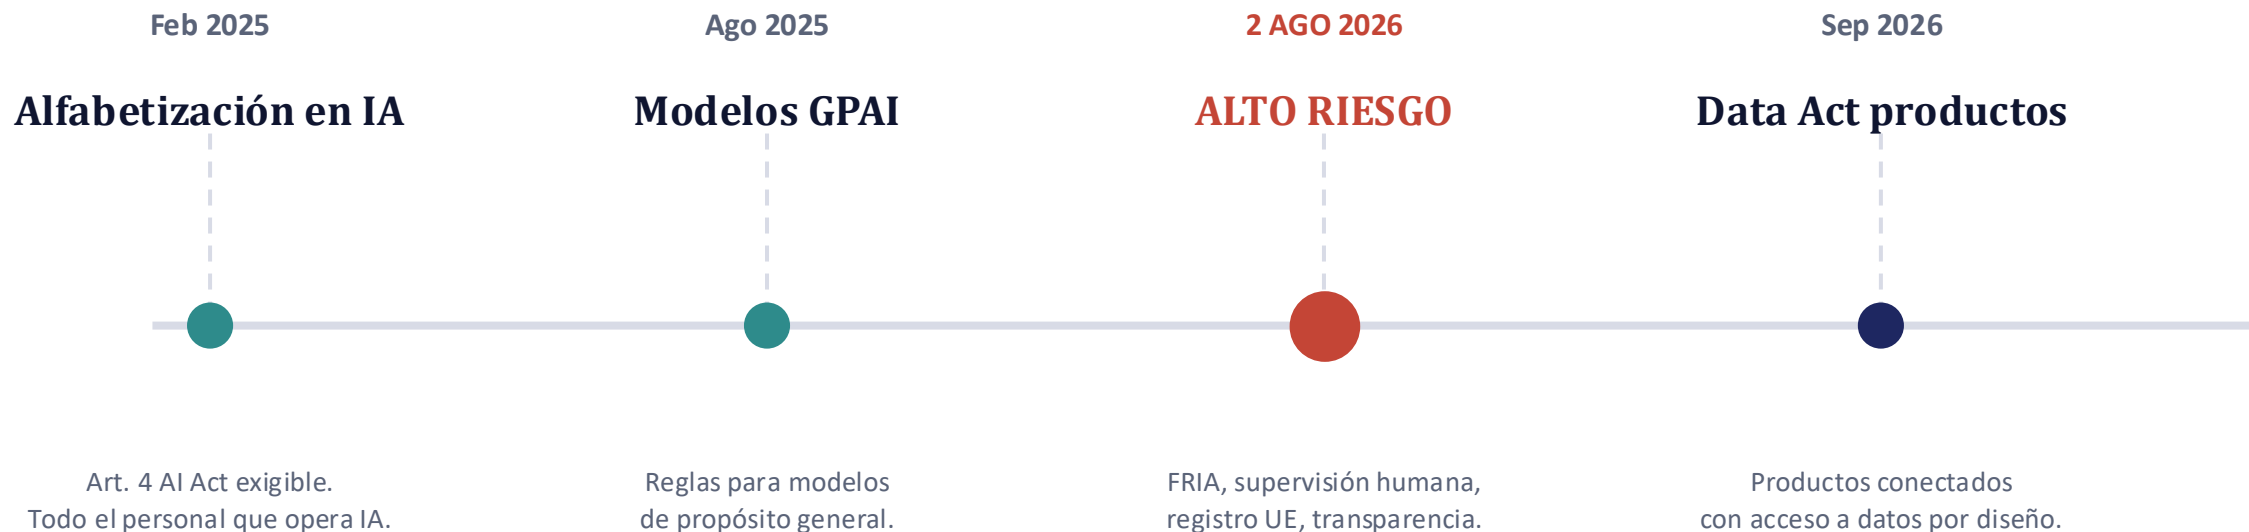 Feb 2025
Alfabetización en IA
Art. 4 AI Act exigible.
Todo el personal que opera IA.
Ago 2025
Modelos GPAI
Reglas para modelos
de propósito general.
2 AGO 2026
ALTO RIESGO
FRIA, supervisión humana,
registro UE, transparencia.
Sep 2026
Data Act productos
Productos conectados
con acceso a datos por diseño.